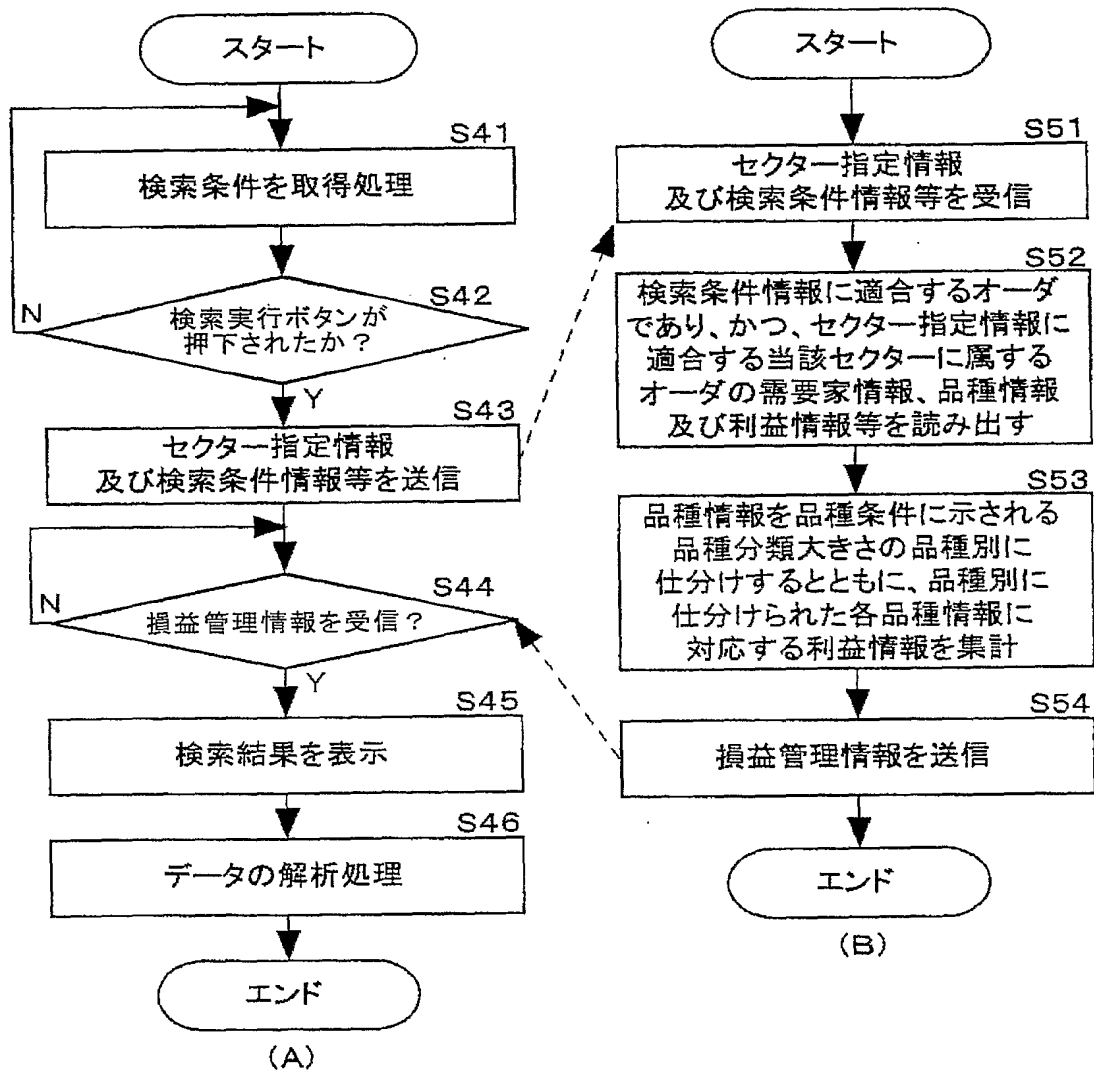 スタート
S41
検索条件を取得処理
S42
検索実行ボタンが
押下されたか?
N
Y
S43
セクター指定情報
及び検索条件情報等を送信
S44
損益管理情報を受信?
N
Y
S45
検索結果を表示
S46
データの解析処理
エンド
(A)
スタート
S51
セクター指定情報
及び検索条件情報等を受信
S52
検索条件情報に適合するオーダ
であり、かつ、セクター指定情報に
適合する当該セクターに属する
オーダの需要家情報、品種情報
及び利益情報等を読み出す
S53
品種情報を品種条件に示される
品種分類大きさの品種別に
仕分けするとともに、品種別に
仕分けられた各品種情報に
対応する利益情報を集計
S54
損益管理情報を送信
エンド
(B)